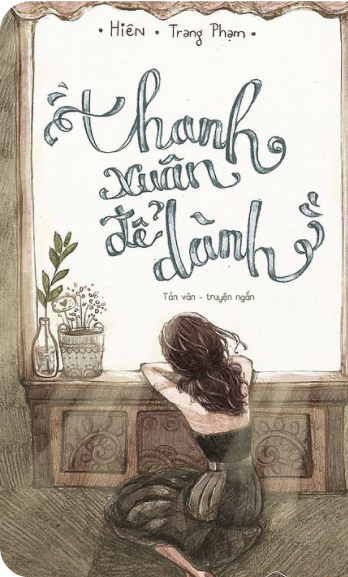 • Hiên • Trang Phạm •
thanh
xuân
để
dành
Tản văn - truyện ngắn